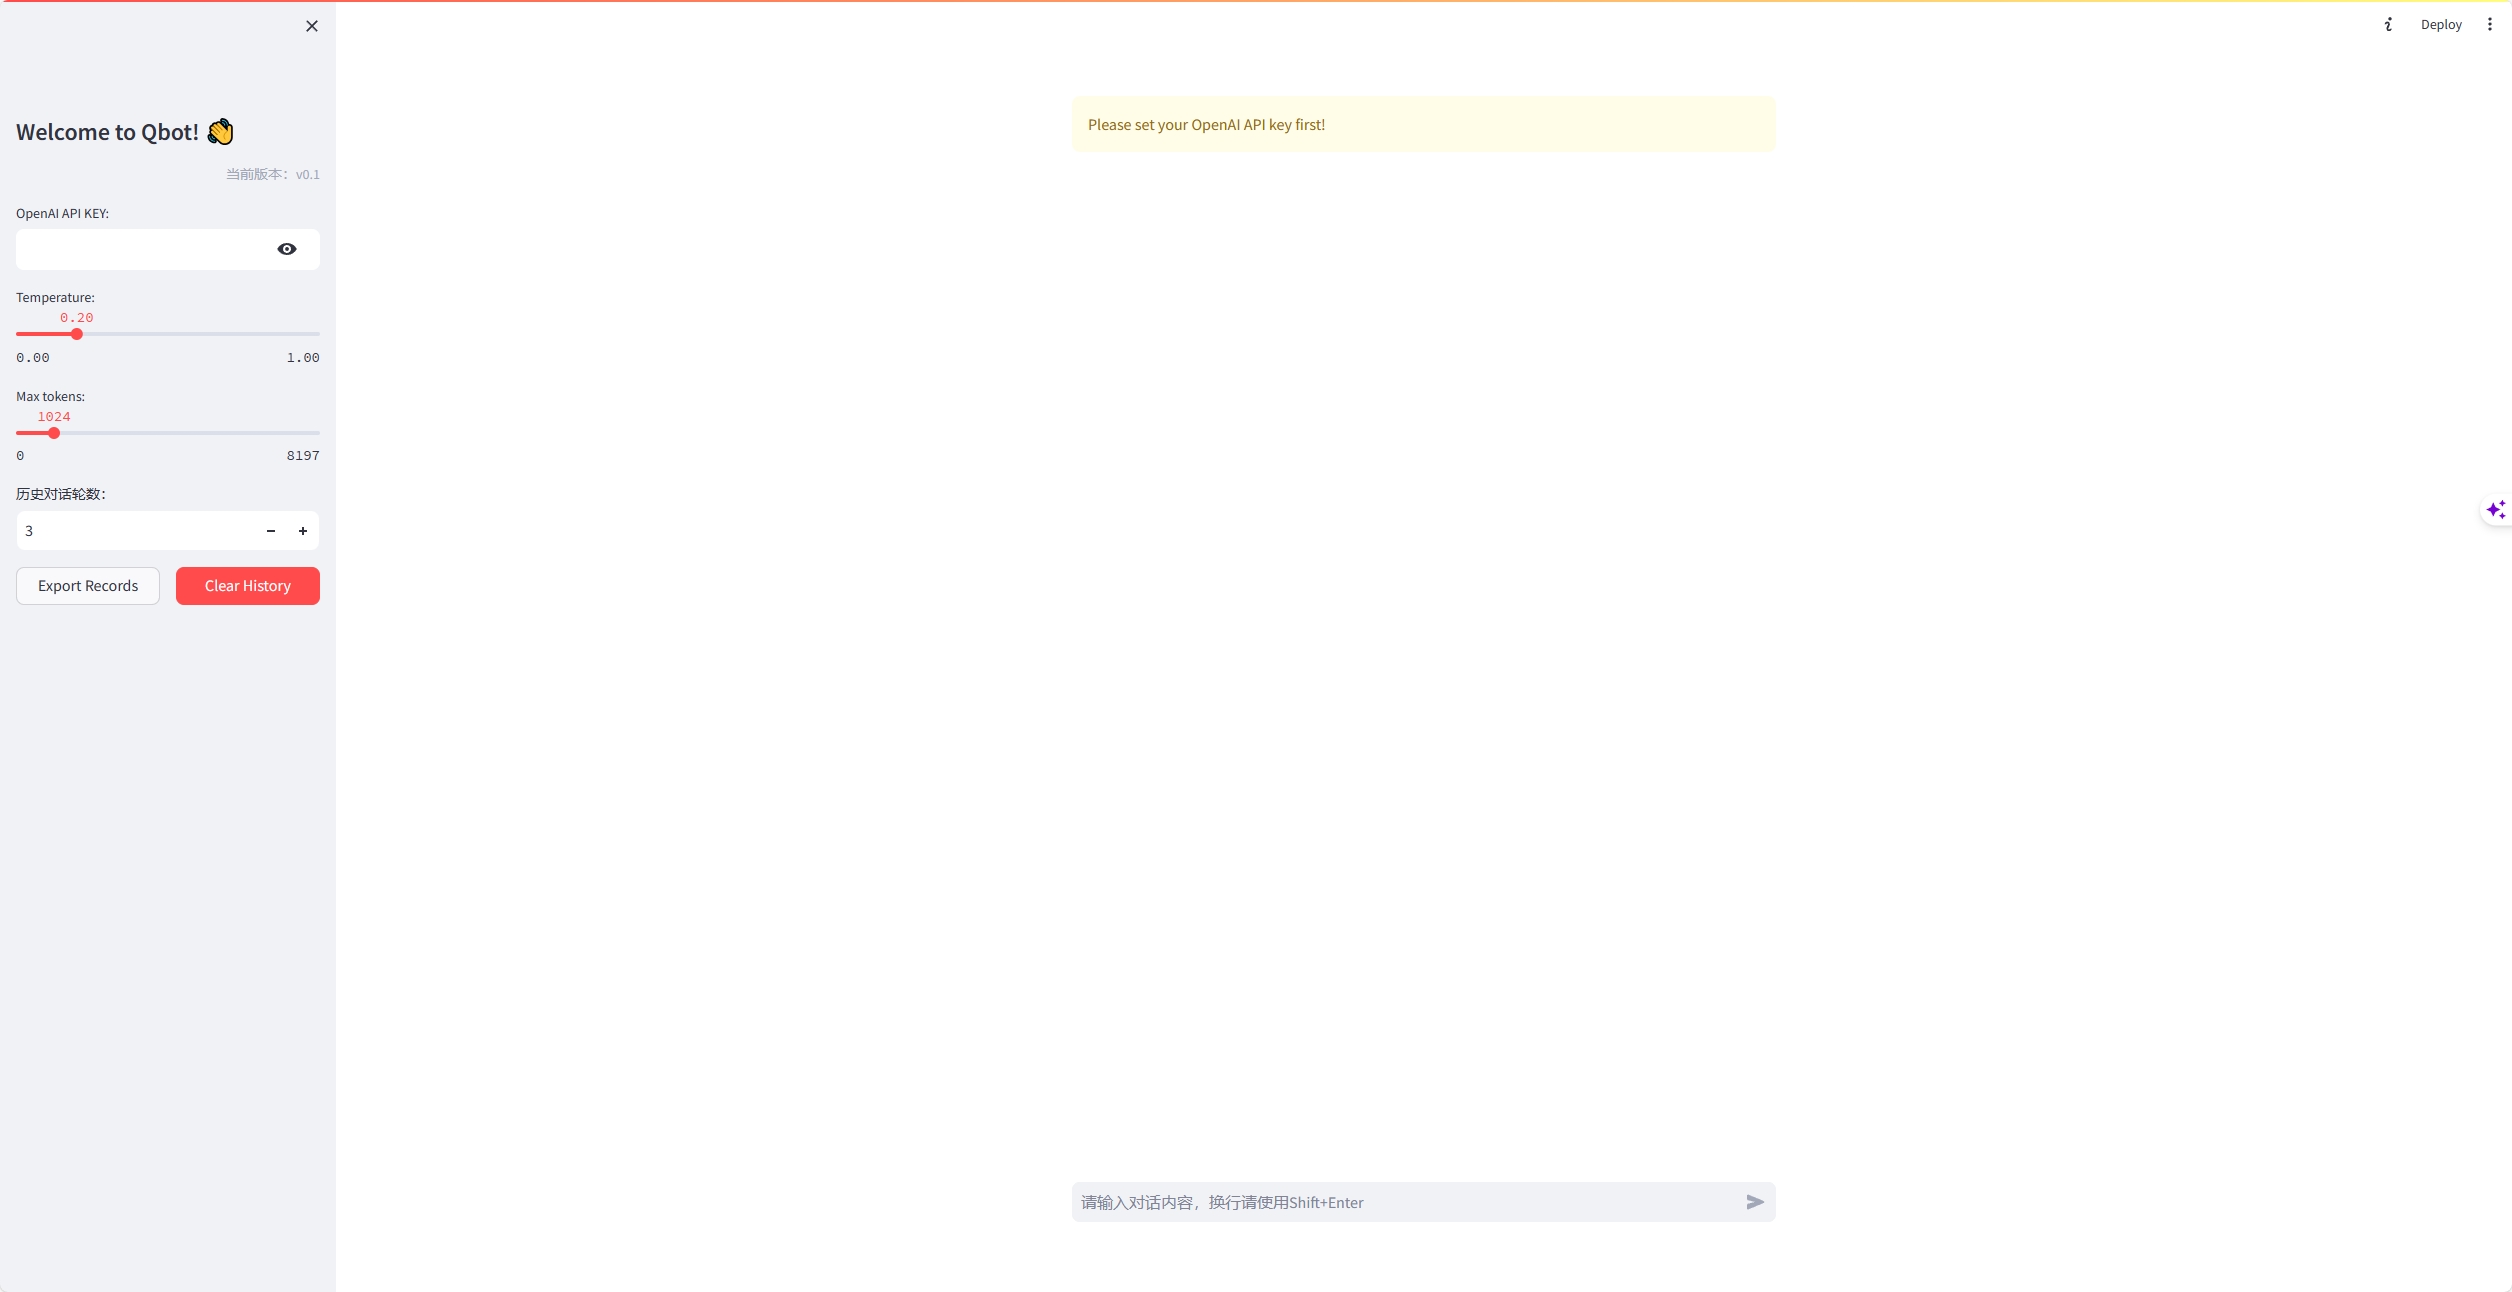 Deploy
Welcome to Qbot! 👋
当前版本：v0.1
OpenAI API KEY:
Temperature:
0.20
0.00 1.00
Max tokens:
1024
0 8197
历史对话轮数：
3
Export Records Clear History
Please set your OpenAI API key first!
请输入对话内容，换行请使用Shift+Enter